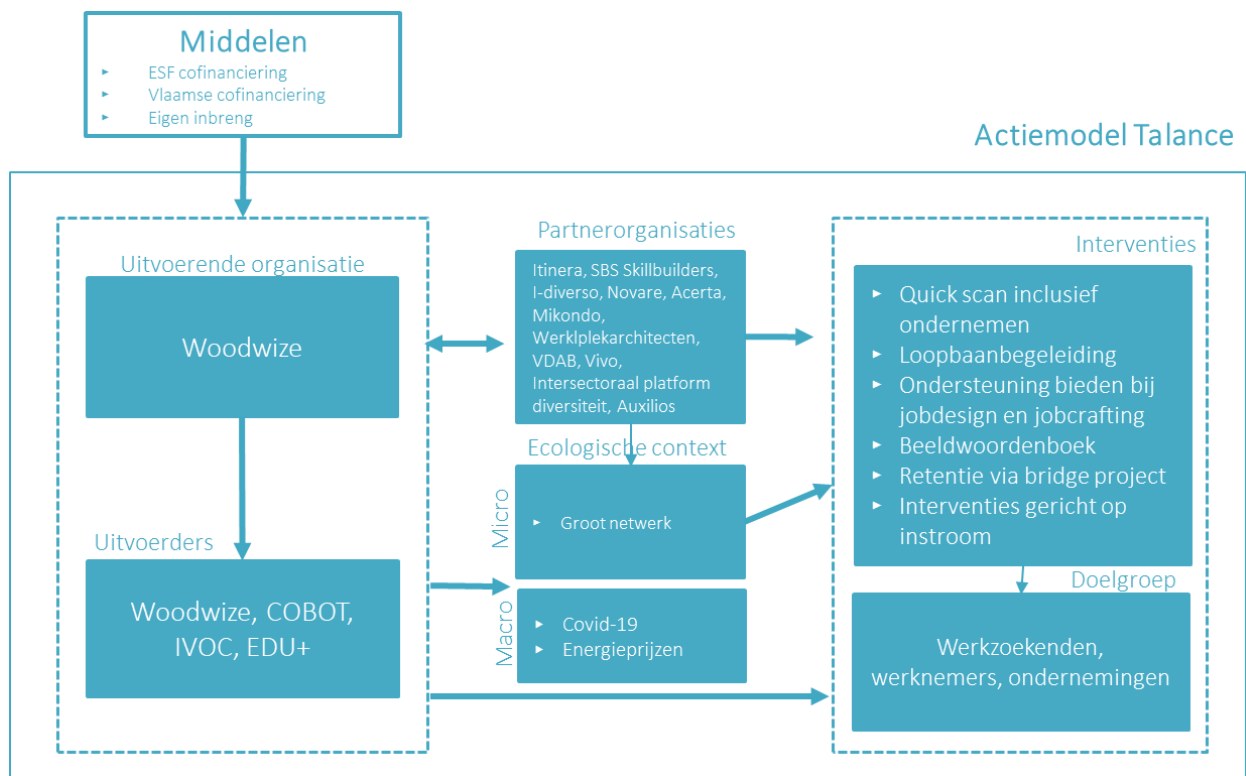 Middelen
▸ ESF cofinanciering
▸ Vlaamse cofinanciering
▸ Eigen inbreng
Actiemodel Talance
Uitvoerende organisatie
Woodwize
Uitvoerders
Woodwize, COBOT,
IVOC, EDU+
Partnerorganisaties
Itinera, SBS Skillbuilders,
I-diverso, Novare, Acerta,
Mikondo,
Werklplekarchitecten,
VDAB, Vivo,
Intersectoraal platform
diversiteit, Auxilios
Ecologische context
Micro
▸ Groot netwerk
Macro
▸ Covid-19
▸ Energieprijzen
Interventies
▸ Quick scan inclusief
ondernemen
▸ Loopbaanbegeleiding
▸ Ondersteuning bieden bij
jobdesign en jobcrafting
▸ Beeldwoordenboek
▸ Retentie via bridge project
▸ Interventies gericht op
instroom
Doelgroep
Werkzoekenden,
werknemers, ondernemingen